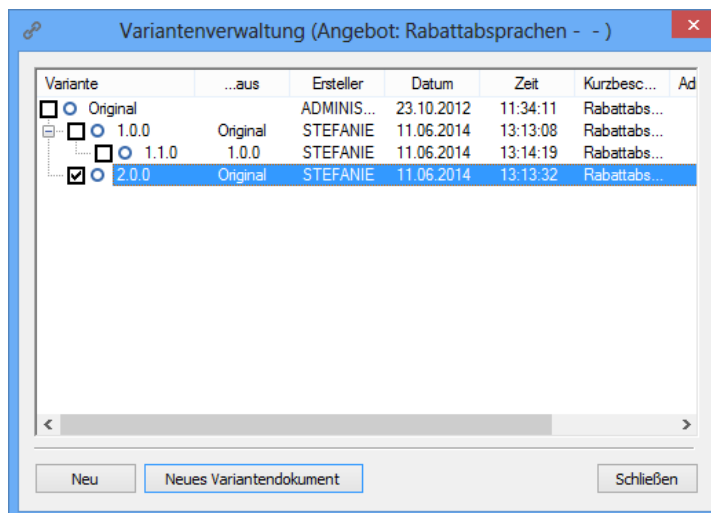 Variantenverwaltung (Angebot: Rabattabsprachen - - )
Variante ...aus Ersteller Datum Zeit Kurzbesc... Ad
Original ADMINIS... 23.10.2012 11:34:11 Rabattabs...
1.0.0 Original STEFANIE 11.06.2014 13:13:08 Rabattabs...
1.1.0 1.0.0 STEFANIE 11.06.2014 13:14:19 Rabattabs...
2.0.0 Original STEFANIE 11.06.2014 13:13:32 Rabattabs...
Neu Neues Variantendokument Schließen